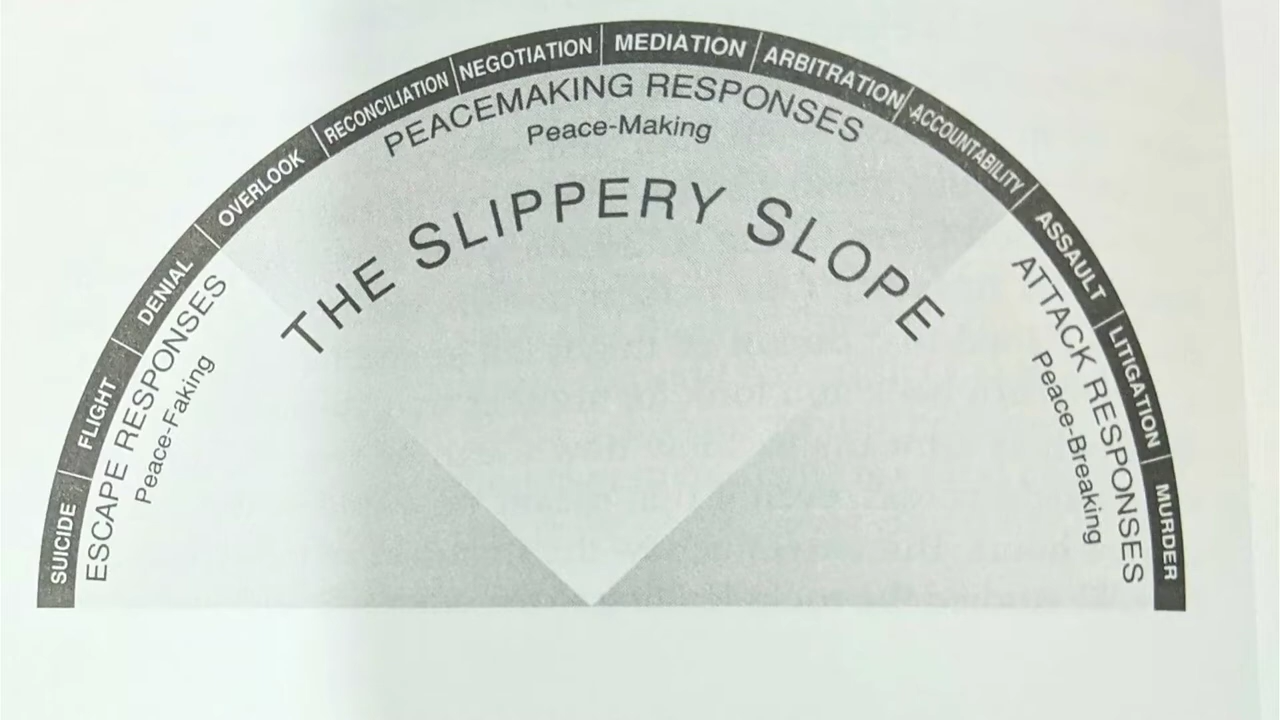 SUICIDE
FLIGHT
DENIAL
OVERLOOK
RECONCILIATION
NEGOTIATION
MEDIATION
ARBITRATION
ACCOUNTABILITY
ASSAULT
LITIGATION
MURDER
PEACEMAKING RESPONSES
Peace-Making
THE SLIPPERY SLOPE
ESCAPE RESPONSES
Peace-Faking
ATTACK RESPONSES
Peace-Breaking